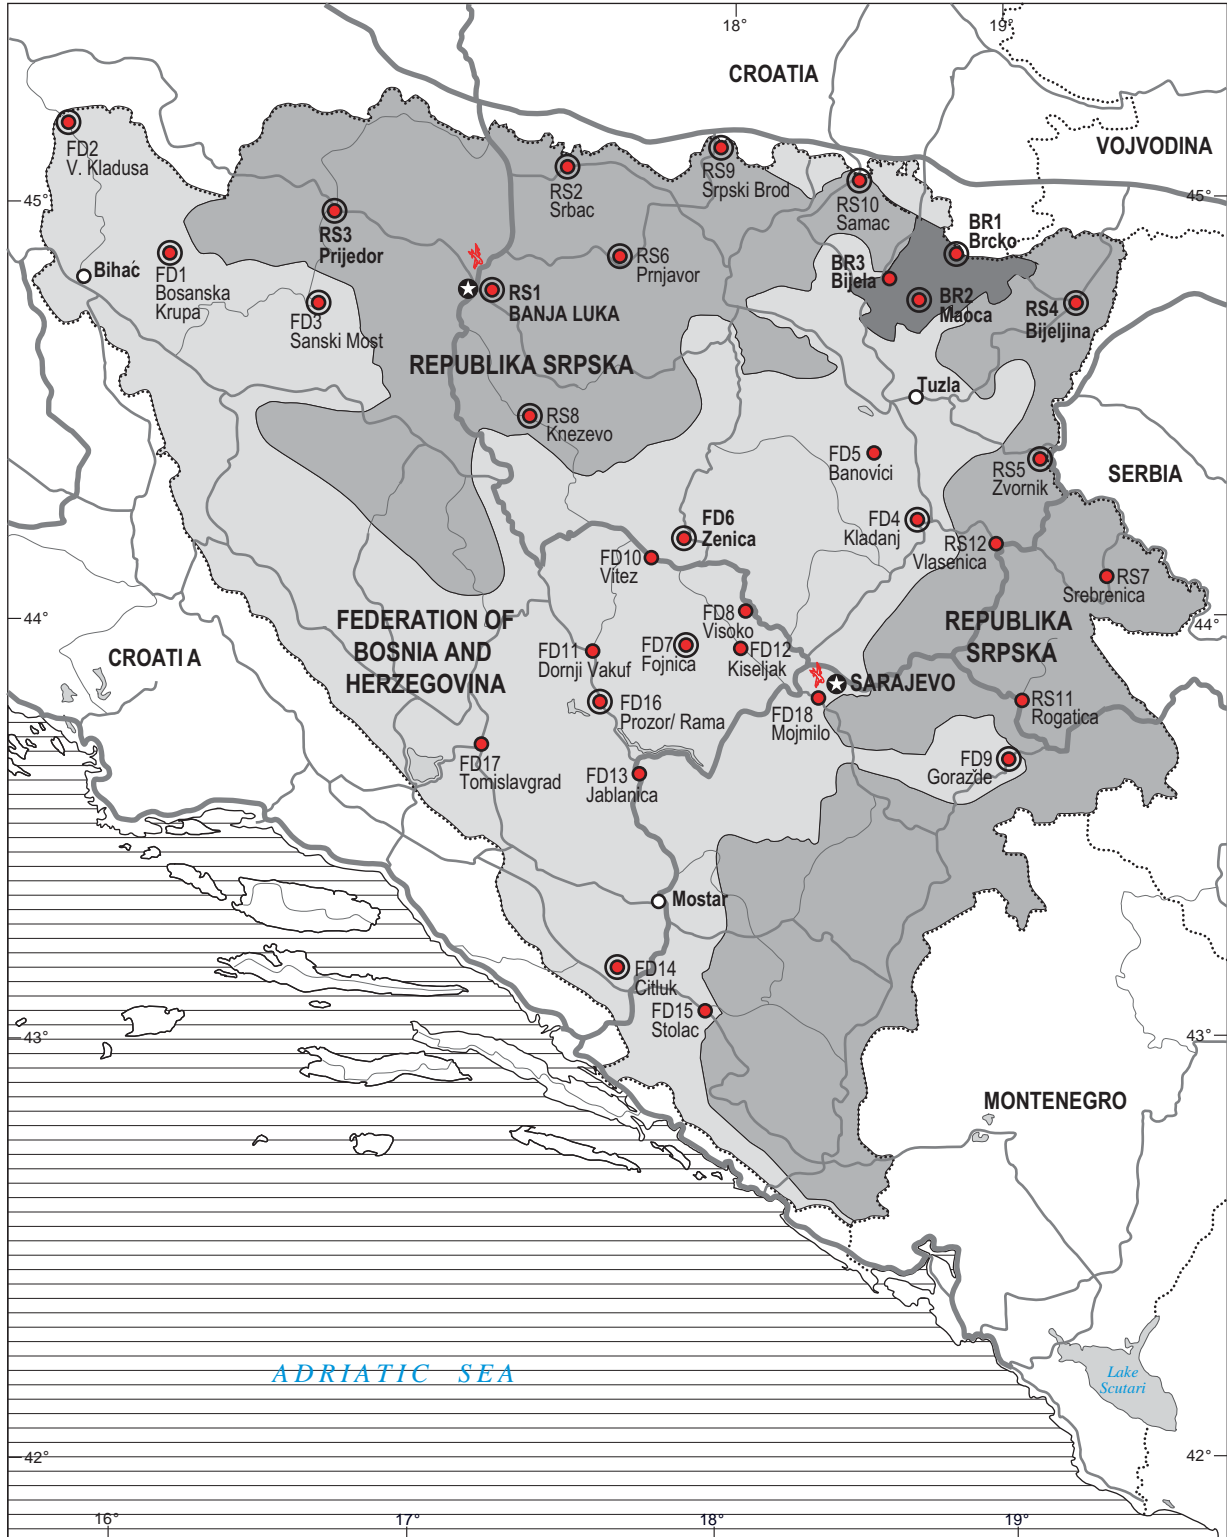 18°
19°
CROATIA
VOJVODINA
FD2
V. Kladusa
RS9
Srpski Brod
RS2
Srbac
RS10
Samac
45°
45°
RS3
Prijedor
BR1
Brcko
Bihać
FD1
Bosanska
Krupa
RS6
Prnjavor
BR3
Bijela
BR2
Maoca
RS4
Bijeljina
RS1
BANJA LUKA
FD3
Sanski Most
REPUBLIKA SRPSKA
Tuzla
RS8
Knezevo
FD5
Banovíci
RS5
Zvornik
SERBIA
FD6
Zenica
FD4
Kladanj
RS12
Vlasenica
FD10
Vítez
RS7
Srebrenica
44°
44°
FEDERATION OF
BOSNIA AND
HERZEGOVINA
FD8
Visoko
REPUBLIKA
SRPSKA
CROATI A
FD11
Dornji Vakuf
FD7
Fojnica
FD12
Kiseljak
SARAJEVO
FD16
Prozor/ Rama
FD18
Mojmilo
RS11
Rogatica
FD17
Tomislavgrad
FD13
Jablanica
FD9
Goražde
Mostar
FD14
Citluk
FD15
Stolac
43°
43°
MONTENEGRO
ADRIATIC SEA
Lake
Scutari
42°
42°
16°
17°
18°
19°